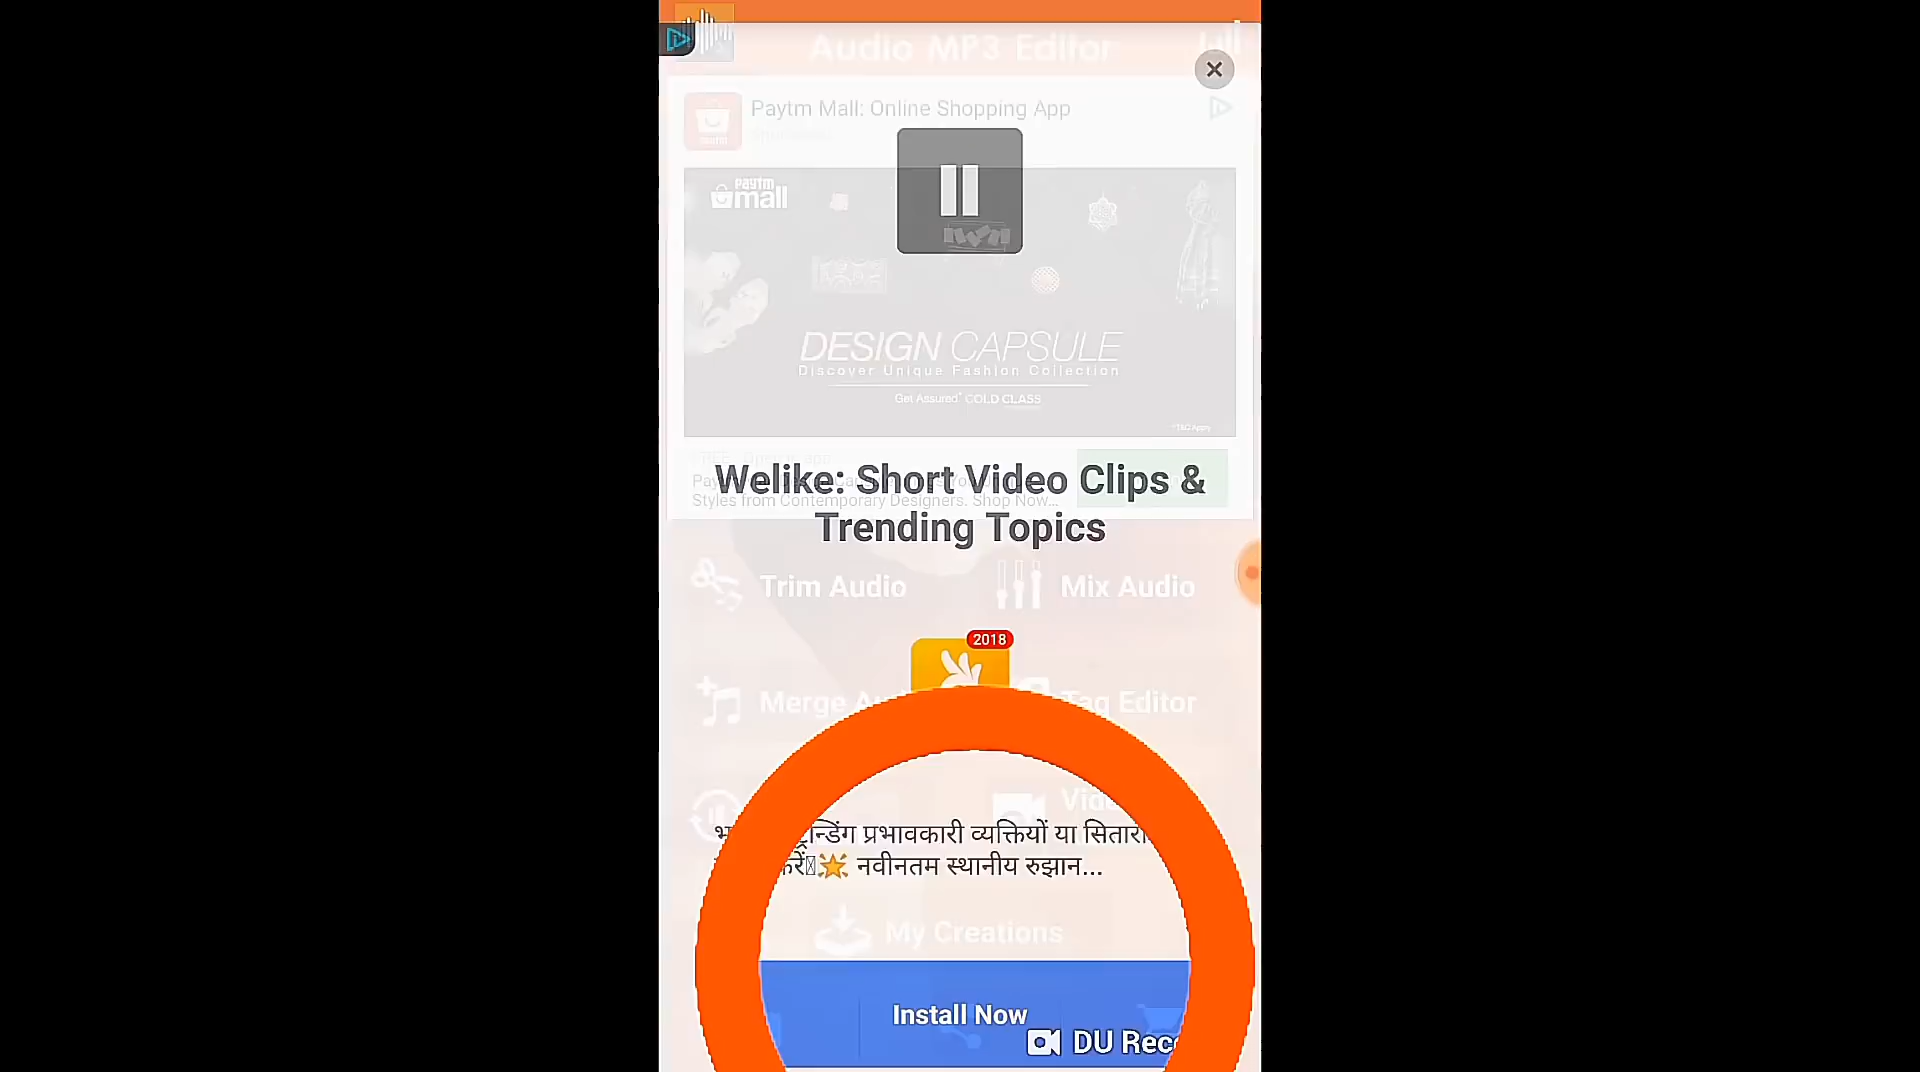 Audio MP3 Editor
Paytm Mall: Online Shopping App
paytm
mall
DESIGN CAPSULE
Discover Unique Fashion Collection
Get Assured* GOLD CLASS
*T&C Apply
Styles from Contemporary Designers. Shop Now...
Welike: Short Video Clips &
Trending Topics
Trim Audio
Mix Audio
2018
Merge
Tag Editor
प्रभावकारी व्यक्तियों या
नवीनतम स्थानीय रुझान...
My Creations
Install Now
DU Rec